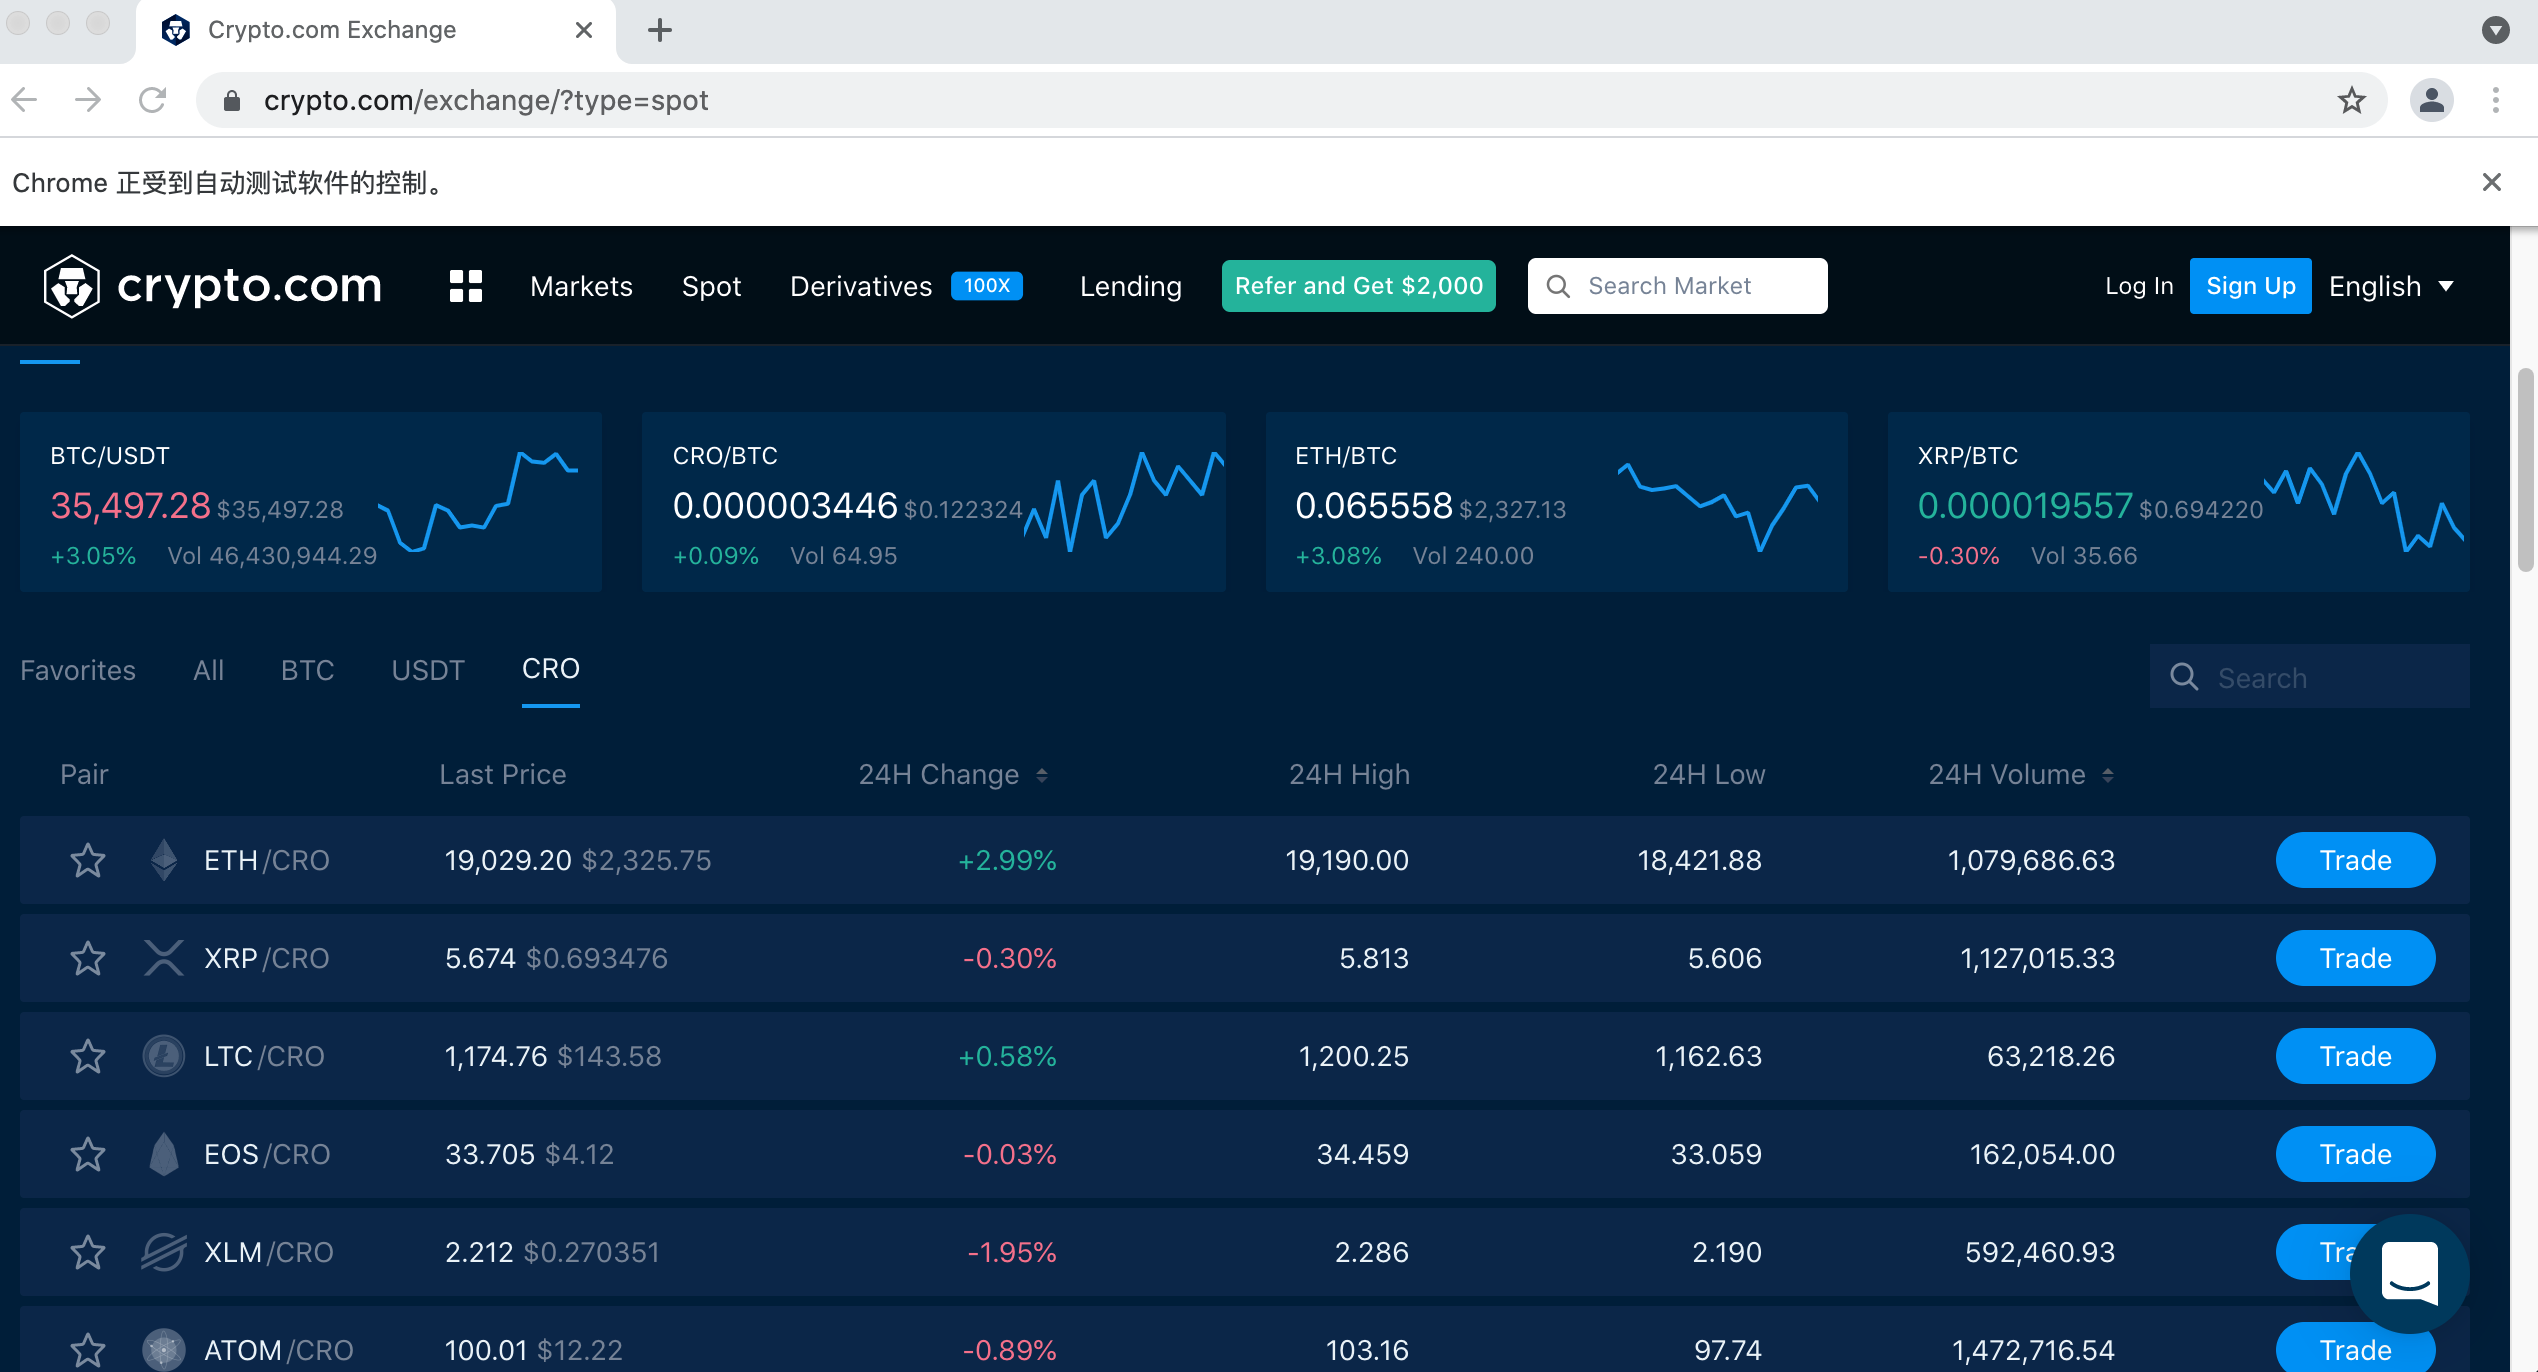 Crypto.com Exchange
crypto.com/exchange/?type=spot
Chrome 正受到自动测试软件的控制。
crypto.com Markets Spot Derivatives 100X Lending Refer and Get $2,000 Search Market Log In Sign Up English
BTC/USDT
35,497.28 $35,497.28
+3.05% Vol 46,430,944.29
CRO/BTC
0.000003446 $0.122324
+0.09% Vol 64.95
ETH/BTC
0.065558 $2,327.13
+3.08% Vol 240.00
XRP/BTC
0.000019557 $0.694220
-0.30% Vol 35.66
Favorites All BTC USDT CRO Search
Pair Last Price 24H Change 24H High 24H Low 24H Volume
ETH/CRO 19,029.20 $2,325.75 +2.99% 19,190.00 18,421.88 1,079,686.63 Trade
XRP/CRO 5.674 $0.693476 -0.30% 5.813 5.606 1,127,015.33 Trade
LTC/CRO 1,174.76 $143.58 +0.58% 1,200.25 1,162.63 63,218.26 Trade
EOS/CRO 33.705 $4.12 -0.03% 34.459 33.059 162,054.00 Trade
XLM/CRO 2.212 $0.270351 -1.95% 2.286 2.190 592,460.93
ATOM/CRO 100.01 $12.22 -0.89% 103.16 97.74 1,472,716.54 Trade